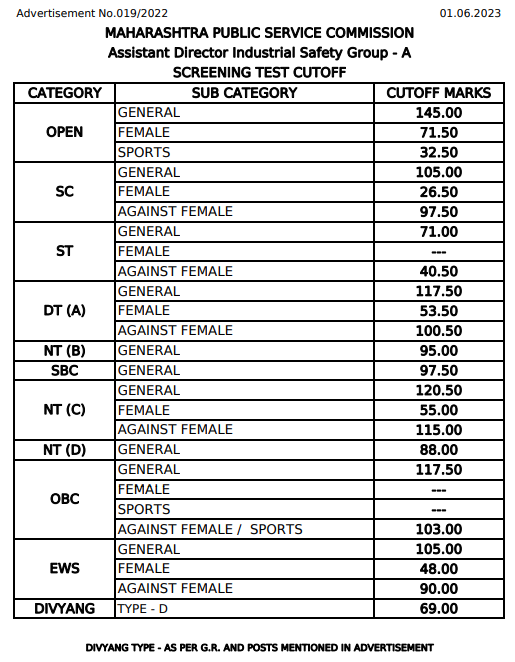 Advertisement No.019/2022 01.06.2023
MAHARASHTRA PUBLIC SERVICE COMMISSION
Assistant Director Industrial Safety Group - A
SCREENING TEST CUTOFF
CATEGORY SUB CATEGORY CUTOFF MARKS
OPEN GENERAL 145.00
FEMALE 71.50
SPORTS 32.50
SC GENERAL 105.00
FEMALE 26.50
AGAINST FEMALE 97.50
ST GENERAL 71.00
FEMALE ---
AGAINST FEMALE 40.50
DT (A) GENERAL 117.50
FEMALE 53.50
AGAINST FEMALE 100.50
NT (B) GENERAL 95.00
SBC GENERAL 97.50
NT (C) GENERAL 120.50
FEMALE 55.00
AGAINST FEMALE 115.00
NT (D) GENERAL 88.00
OBC GENERAL 117.50
FEMALE ---
SPORTS ---
AGAINST FEMALE / SPORTS 103.00
EWS GENERAL 105.00
FEMALE 48.00
AGAINST FEMALE 90.00
DIVYANG TYPE - D 69.00
DIVYANG TYPE - AS PER G.R. AND POSTS MENTIONED IN ADVERTISEMENT